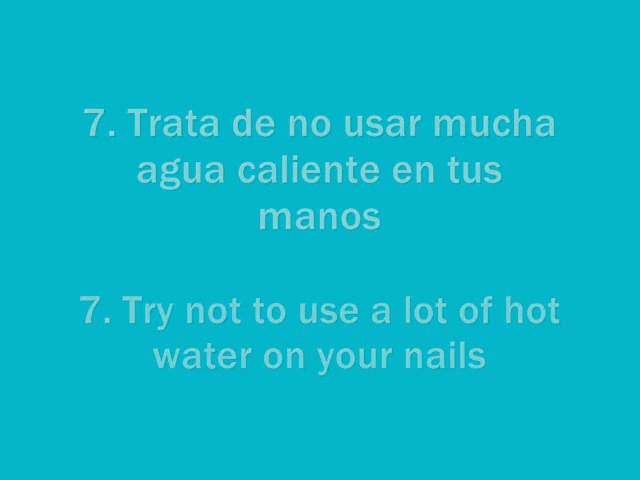 7. Trata de no usar mucha
agua caliente en tus
manos
7. Try not to use a lot of hot
water on your nails